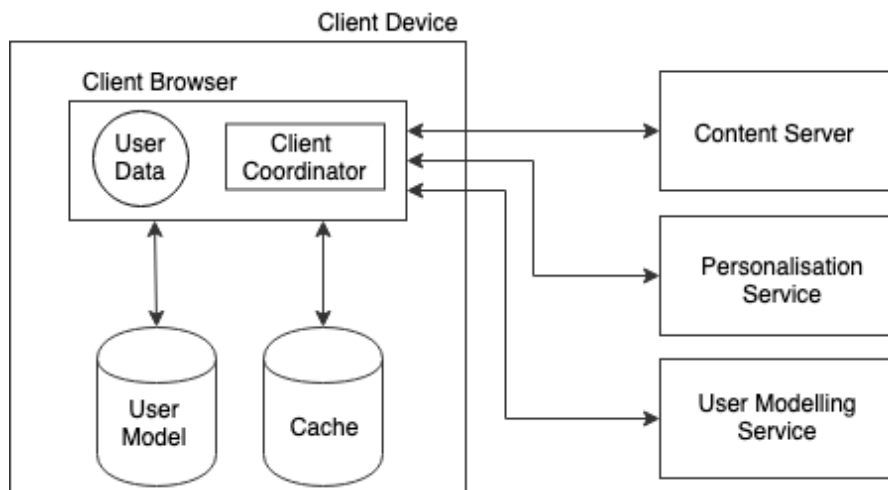 Client Device
Client Browser
User
Data
Client
Coordinator
Content Server
Personalisation
Service
User
Model
Cache
User Modelling
Service